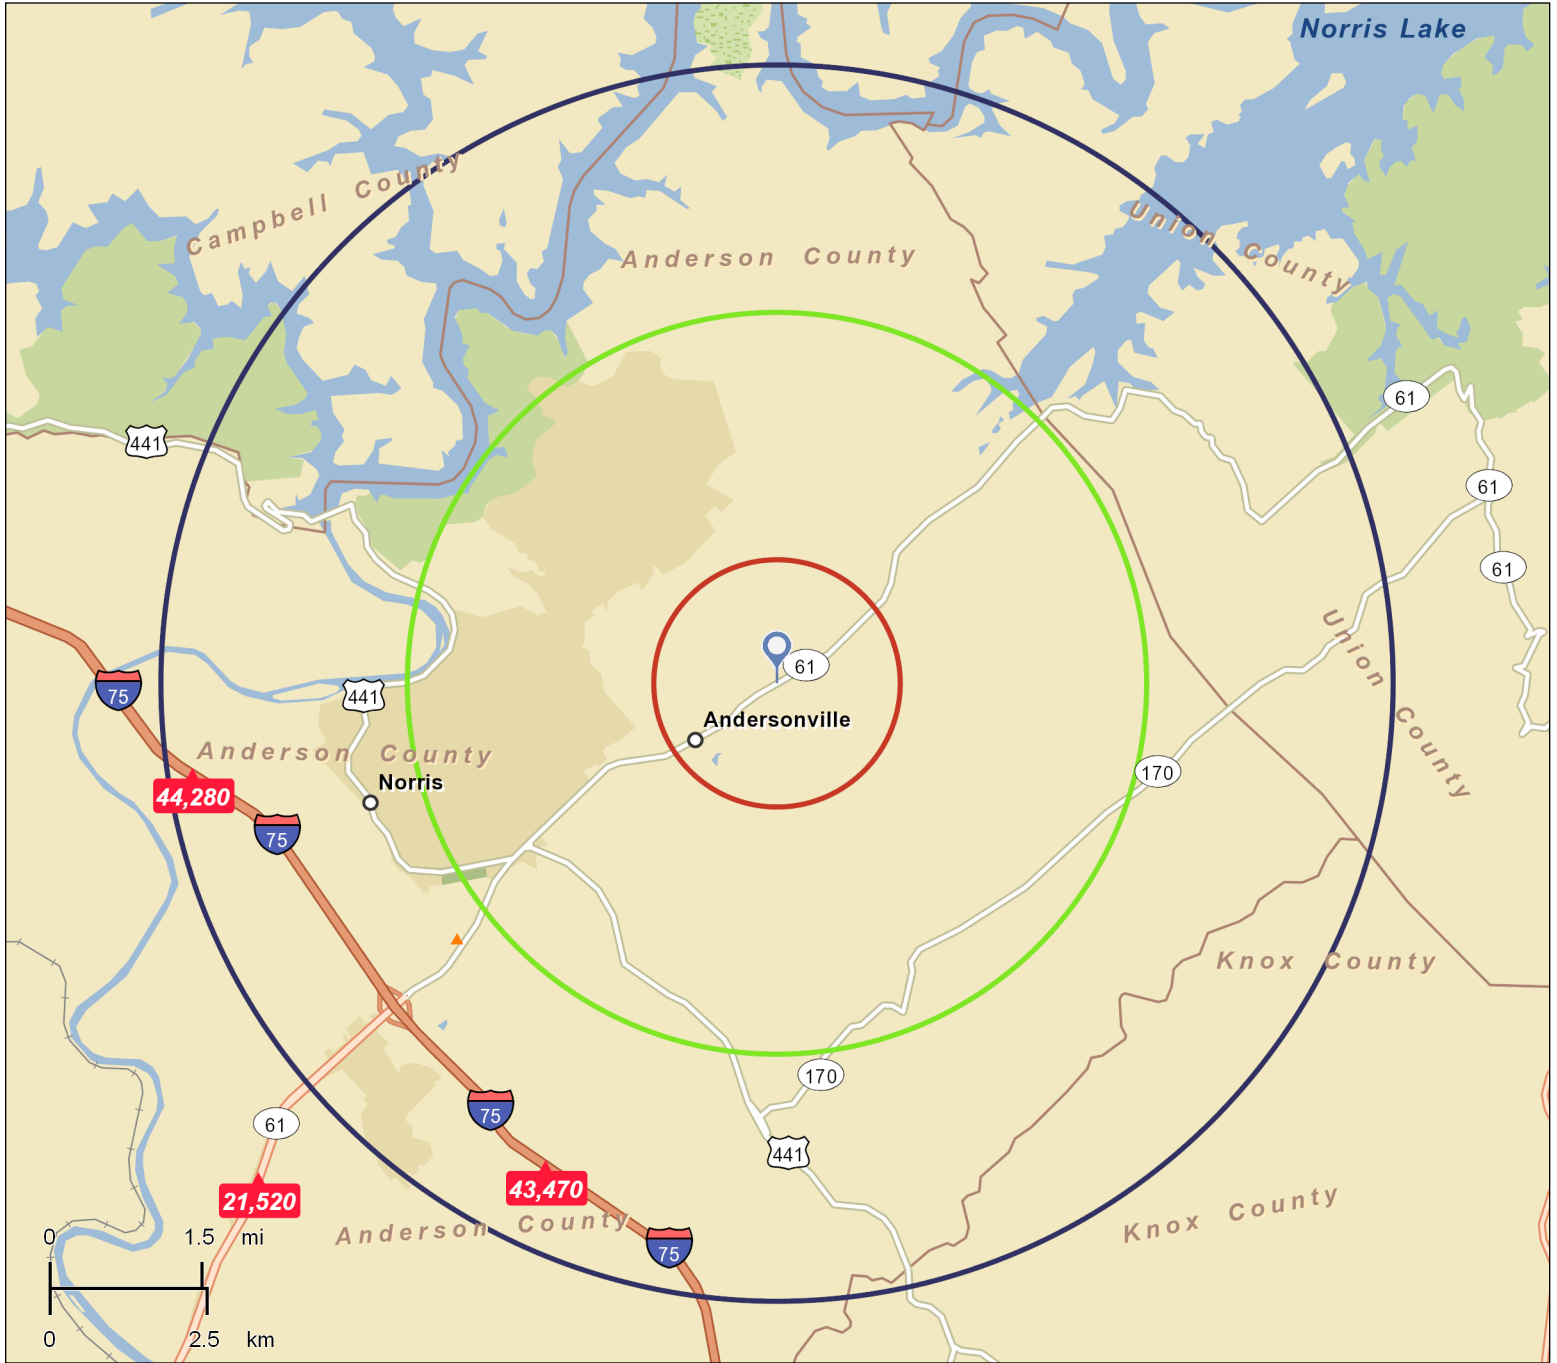 Norris Lake
Campbell County
Union County
Anderson County
61
441
61
61
Union County
61
75
441
Andersonville
Anderson County
170
Norris
44,280
75
Knox County
170
75
61
441
43,470
21,520
Knox County
Anderson County
75
0 1.5 mi
0 2.5 km